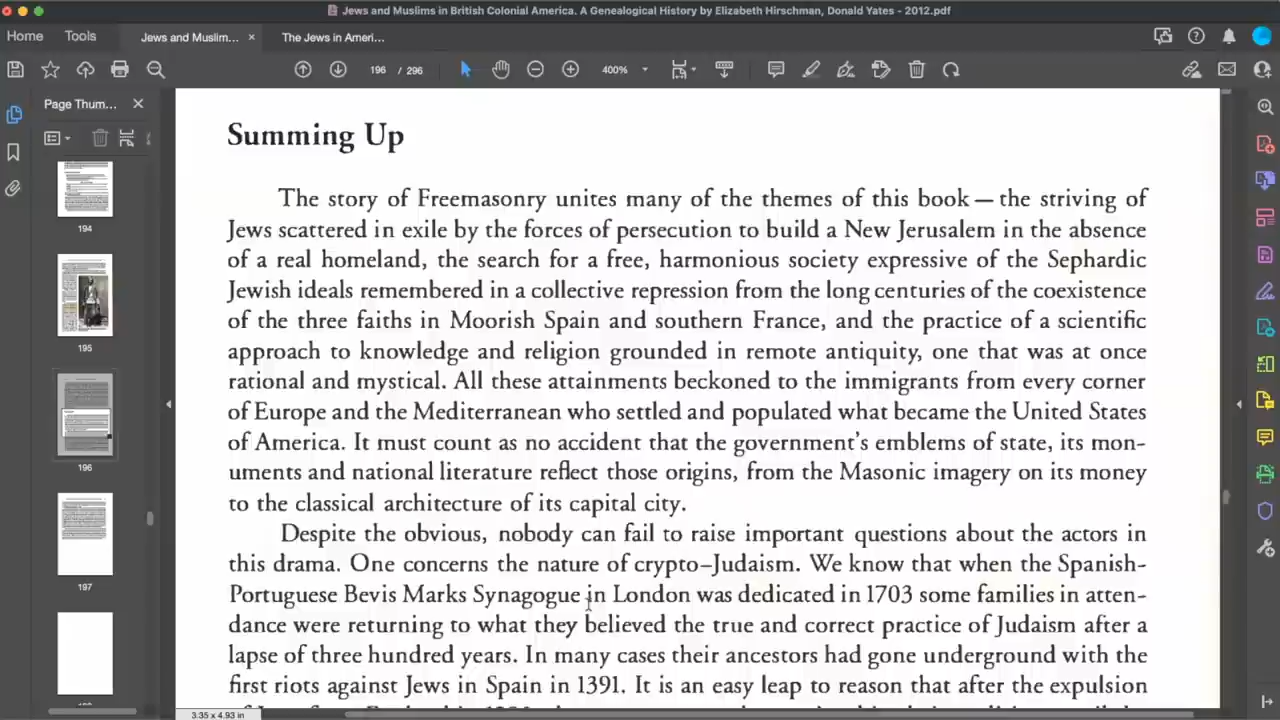 Jews and Muslims in British Colonial America. A Genealogical History by Elizabeth Hirschman, Donald Yates - 2012.pdf
Home Tools Jews and Muslim... × The Jews in Ameri...
196 / 296 400%
Page Thum...
194
195
196
197
Summing Up
The story of Freemasonry unites many of the themes of this book — the striving of
Jews scattered in exile by the forces of persecution to build a New Jerusalem in the absence
of a real homeland, the search for a free, harmonious society expressive of the Sephardic
Jewish ideals remembered in a collective repression from the long centuries of the coexistence
of the three faiths in Moorish Spain and southern France, and the practice of a scientific
approach to knowledge and religion grounded in remote antiquity, one that was at once
rational and mystical. All these attainments beckoned to the immigrants from every corner
of Europe and the Mediterranean who settled and populated what became the United States
of America. It must count as no accident that the government's emblems of state, its mon-
uments and national literature reflect those origins, from the Masonic imagery on its money
to the classical architecture of its capital city.
Despite the obvious, nobody can fail to raise important questions about the actors in
this drama. One concerns the nature of crypto-Judaism. We know that when the Spanish-
Portuguese Bevis Marks Synagogue in London was dedicated in 1703 some families in atten-
dance were returning to what they believed the true and correct practice of Judaism after a
lapse of three hundred years. In many cases their ancestors had gone underground with the
first riots against Jews in Spain in 1391. It is an easy leap to reason that after the expulsion
3.35 x 4.93 in